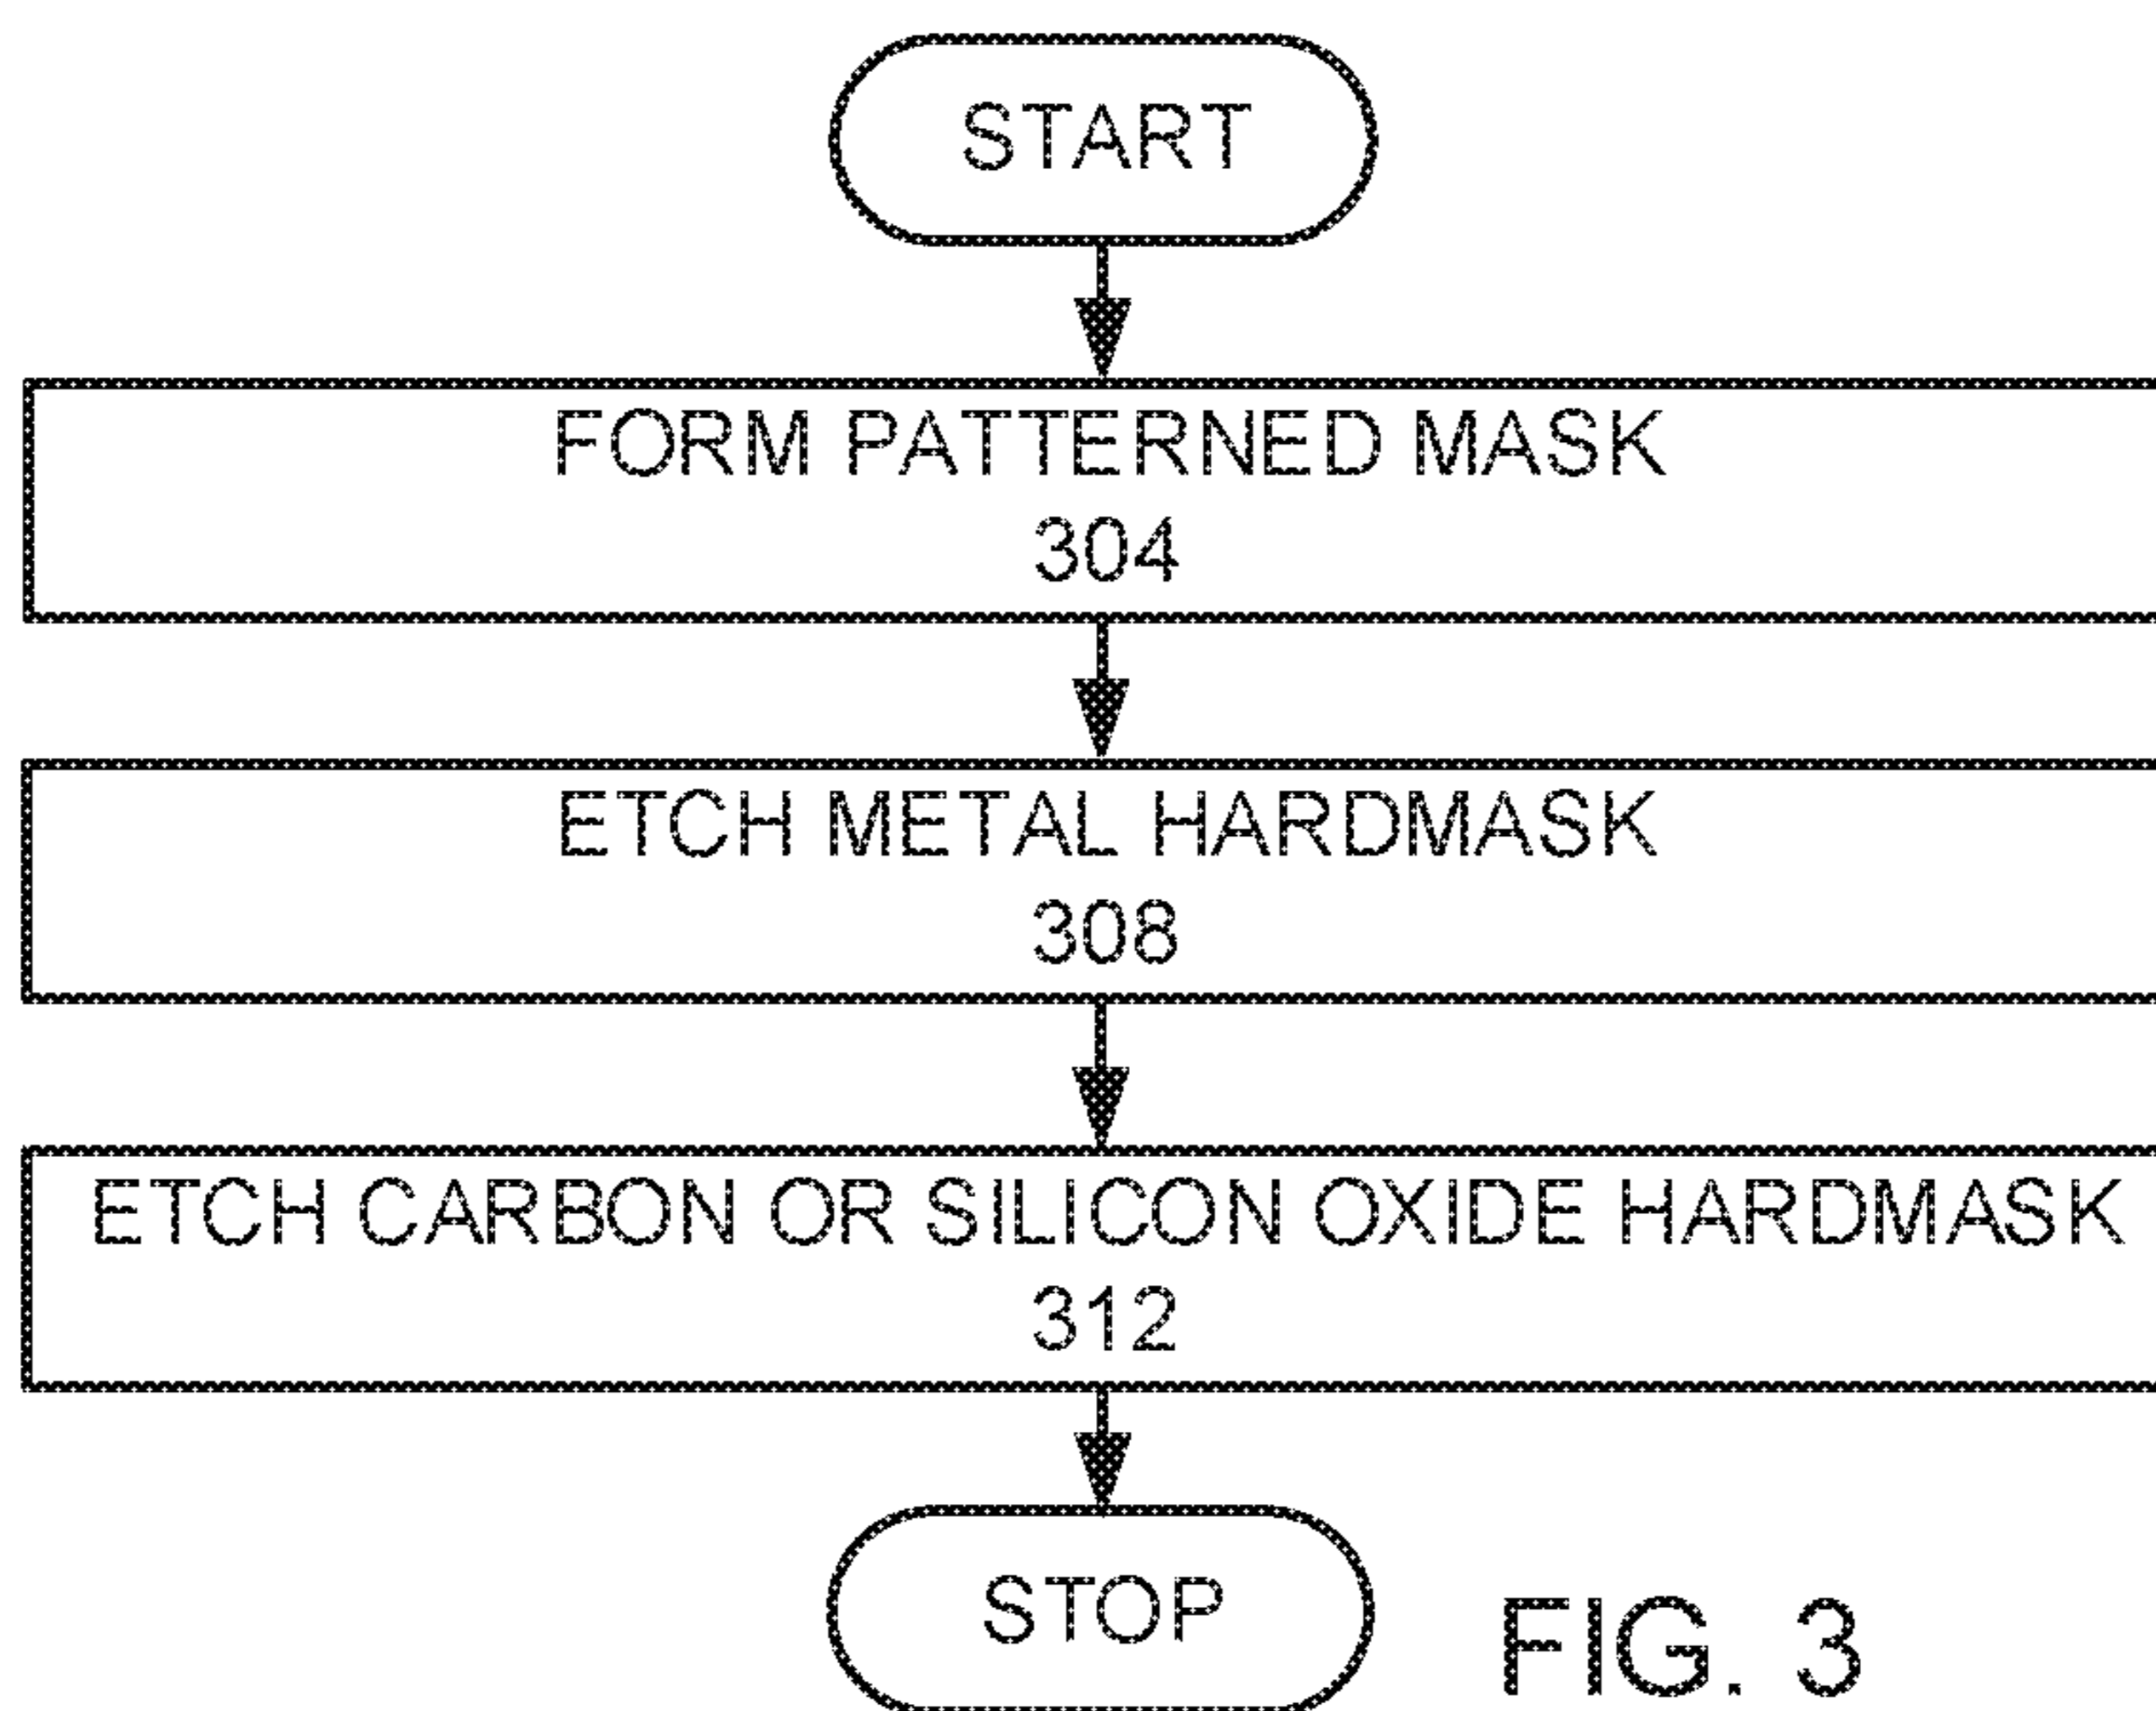 START
FORM PATTERNED MASK
304
ETCH METAL HARDMASK
308
ETCH CARBON OR SILICON OXIDE HARDMASK
312
STOP
FIG. 3